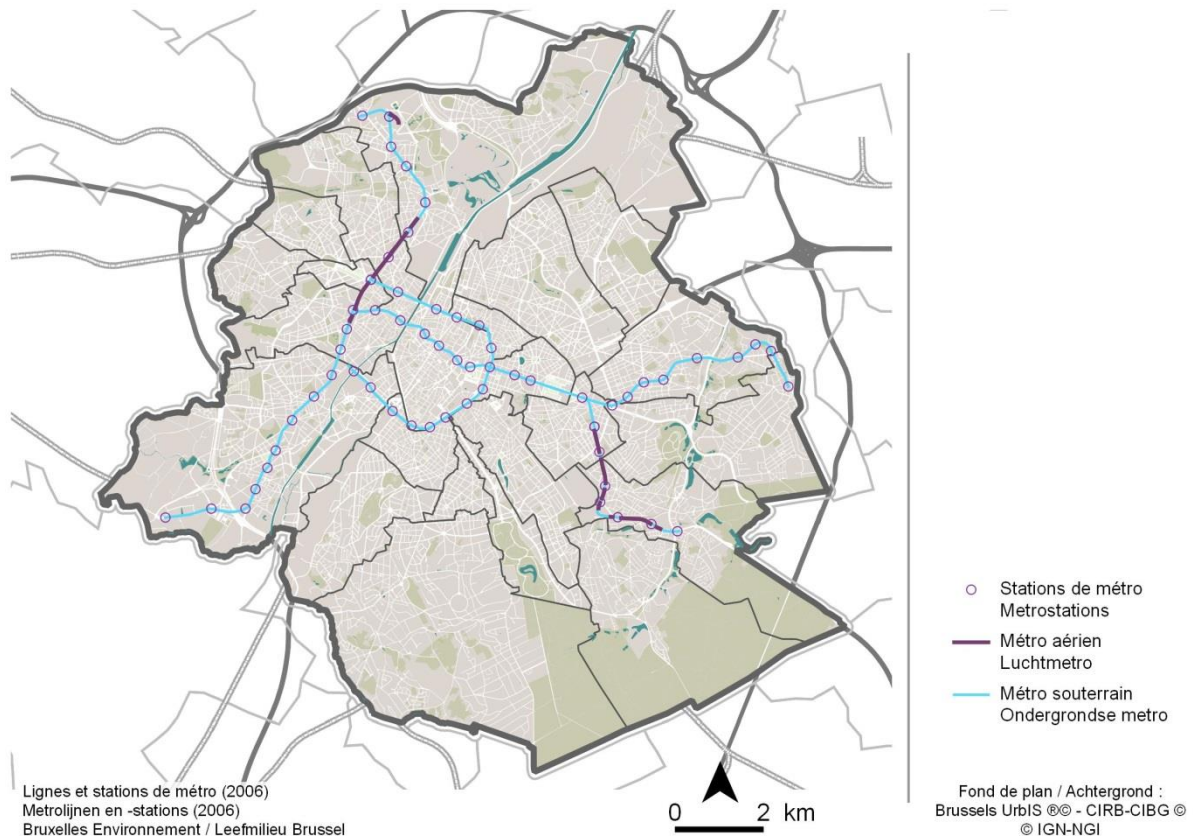 Stations de métro
Metrostations
Métro aérien
Luchtmetro
Métro souterrain
Ondergrondse metro
Lignes et stations de métro (2006)
Metrolijnen en -stations (2006)
Bruxelles Environnement / Leefmilieu Brussel
0 2 km
Fond de plan / Achtergrond :
Brussels UrbIS ®© - CIRB-CIBG ©
© IGN-NGI